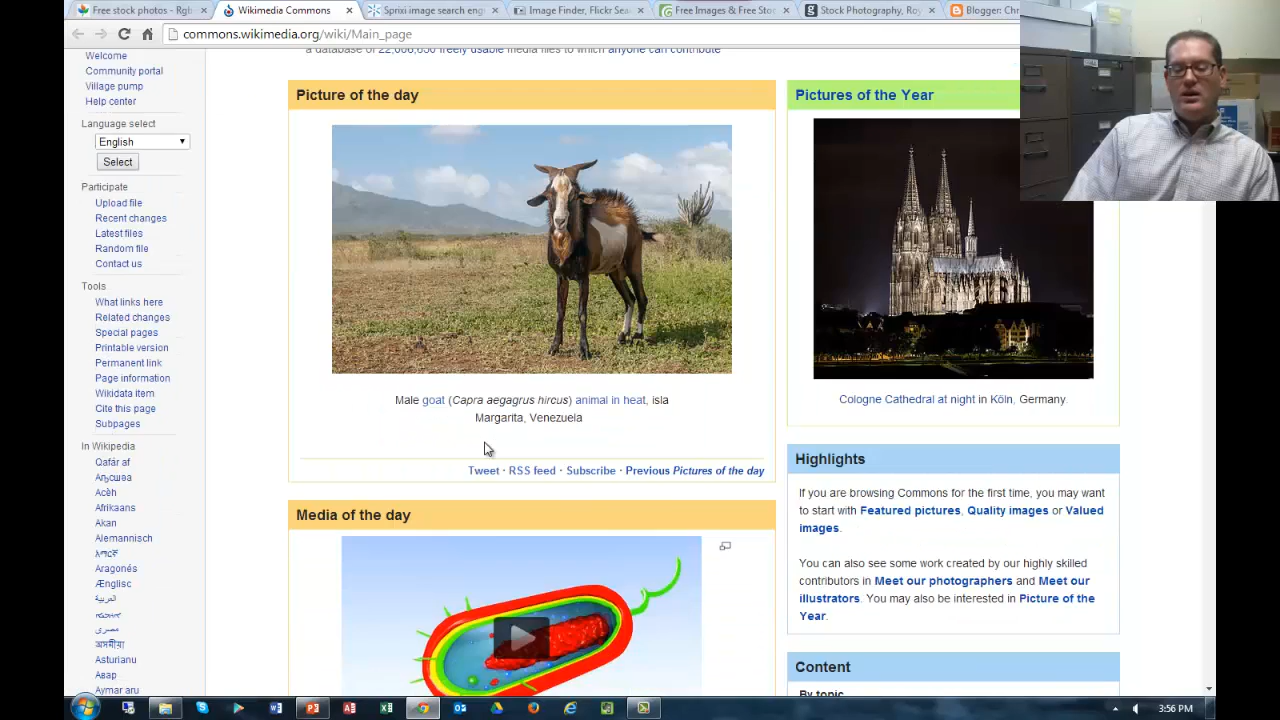 Free stock photos - Rgb
Wikimedia Commons
Sprixi image search eng
Image Finder, Flickr Sea
Free Images & Free Stoc
Stock Photography, Roy
Blogger: Chr
commons.wikimedia.org/wiki/Main_page
a database of 22,006,650 freely usable media files to which anyone can contribute
Welcome
Community portal
Village pump
Help center
Language select
English
Select
Participate
Upload file
Recent changes
Latest files
Random file
Contact us
Tools
What links here
Related changes
Special pages
Printable version
Permanent link
Page information
Wikidata item
Cite this page
Subpages
In Wikipedia
Qafár af
Аҧсшәа
Acèh
Afrikaans
Akan
Alemannisch
አማርኛ
Aragonés
Ænglisc
العربية
مصرى
অসমীয়া
Asturianu
Авар
Aymar aru
Picture of the day
Male goat (Capra aegagrus hircus) animal in heat, isla
Margarita, Venezuela
Tweet · RSS feed · Subscribe · Previous Pictures of the day
Media of the day
Pictures of the Year
Cologne Cathedral at night in Köln, Germany.
Highlights
If you are browsing Commons for the first time, you may want
to start with Featured pictures, Quality images or Valued
images.
You can also see some work created by our highly skilled
contributors in Meet our photographers and Meet our
illustrators. You may also be interested in Picture of the
Year.
Content
By topic
3:56 PM